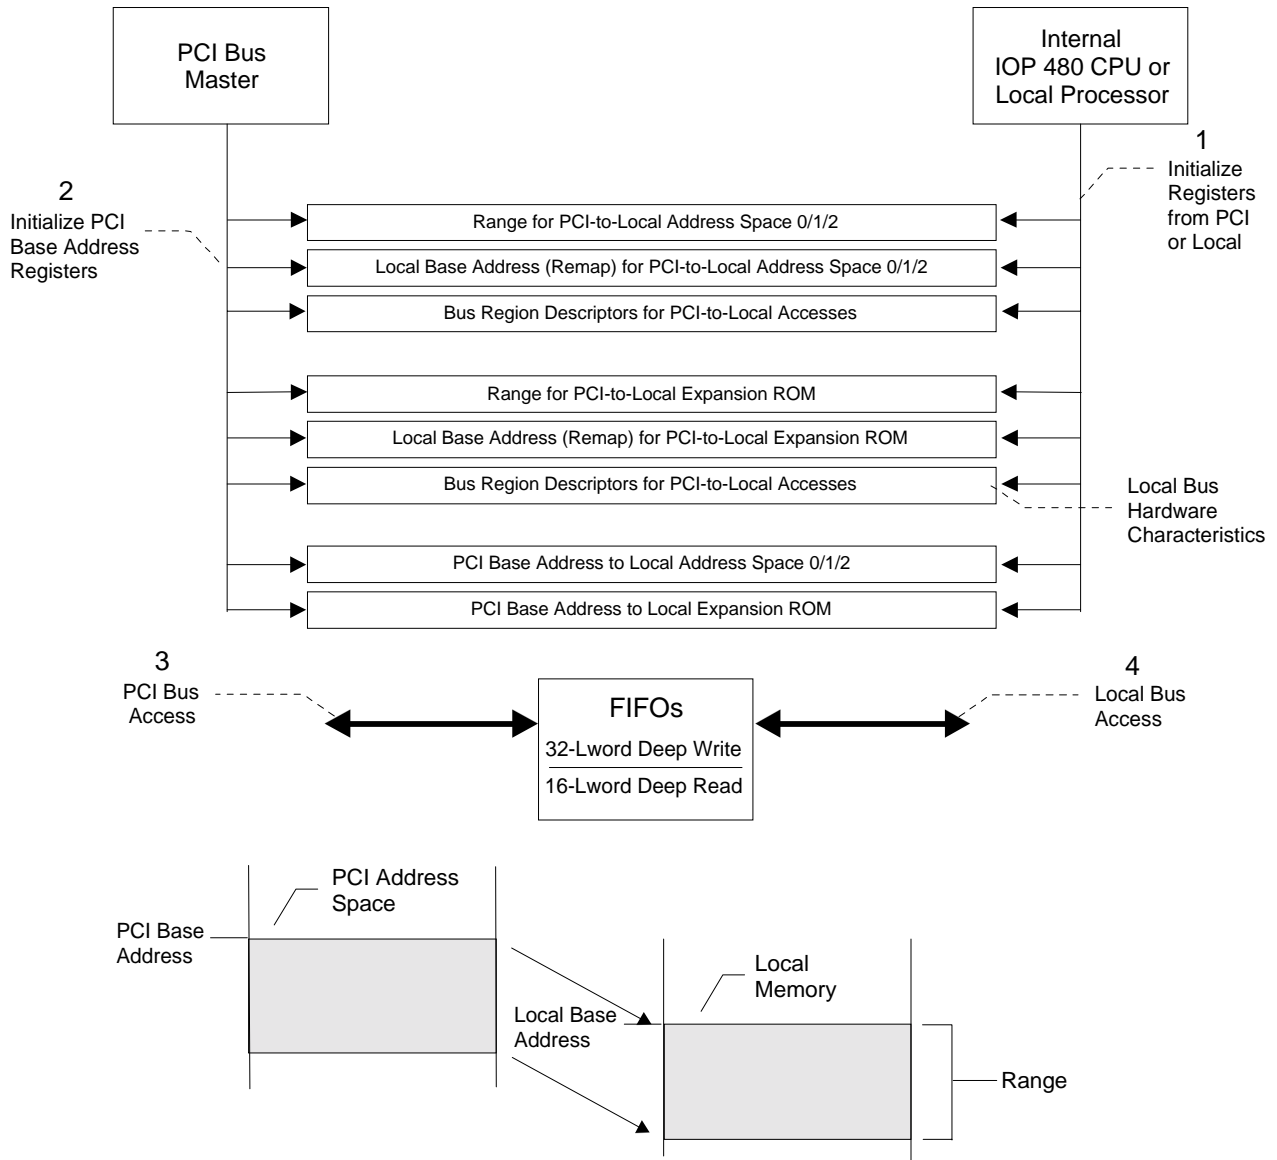 PCI Bus
Master
Internal
IOP 480 CPU or
Local Processor
1
Initialize
Registers
from PCI
or Local
2
Initialize PCI
Base Address
Registers
Range for PCI-to-Local Address Space 0/1/2
Local Base Address (Remap) for PCI-to-Local Address Space 0/1/2
Bus Region Descriptors for PCI-to-Local Accesses
Range for PCI-to-Local Expansion ROM
Local Base Address (Remap) for PCI-to-Local Expansion ROM
Bus Region Descriptors for PCI-to-Local Accesses
Local Bus
Hardware
Characteristics
PCI Base Address to Local Address Space 0/1/2
PCI Base Address to Local Expansion ROM
3
PCI Bus
Access
FIFOs
32-Lword Deep Write
16-Lword Deep Read
4
Local Bus
Access
PCI Address
Space
PCI Base
Address
Local
Memory
Local Base
Address
Range